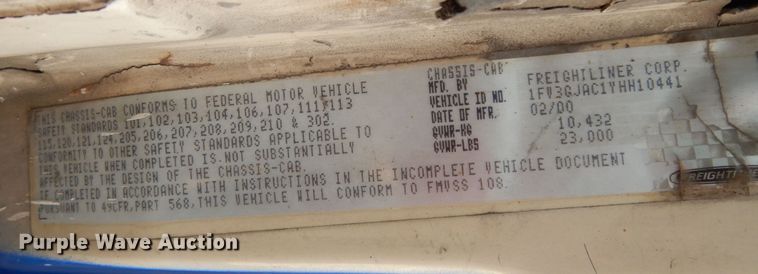 THIS CHASSIS-CAB CONFORMS TO FEDERAL MOTOR VEHICLE
SAFETY STANDARDS 101,102,103,104,106,107,111,113
115,120,121,124,205,206,207,208,209,210 & 302.
CONFORMITY TO OTHER SAFETY STANDARDS APPLICABLE TO
THIS VEHICLE WHEN COMPLETED IS NOT SUBSTANTIALLY
AFFECTED BY THE DESIGN OF THE CHASSIS-CAB.
COMPLETED IN ACCORDANCE WITH INSTRUCTIONS IN THE INCOMPLETE VEHICLE DOCUMENT
PURSUANT TO 49CFR,PART 568,THIS VEHICLE WILL CONFORM TO FMVSS 108.
CHASSIS-CAB
MFD. BY FREIGHTLINER CORP.
VEHICLE ID NO. 1FV3GJAC1YHH10441
DATE OF MFR. 02/00
GVWR-KG 10,432
GVWR-LBS 23,000
FREIGHTLINER
Purple Wave Auction